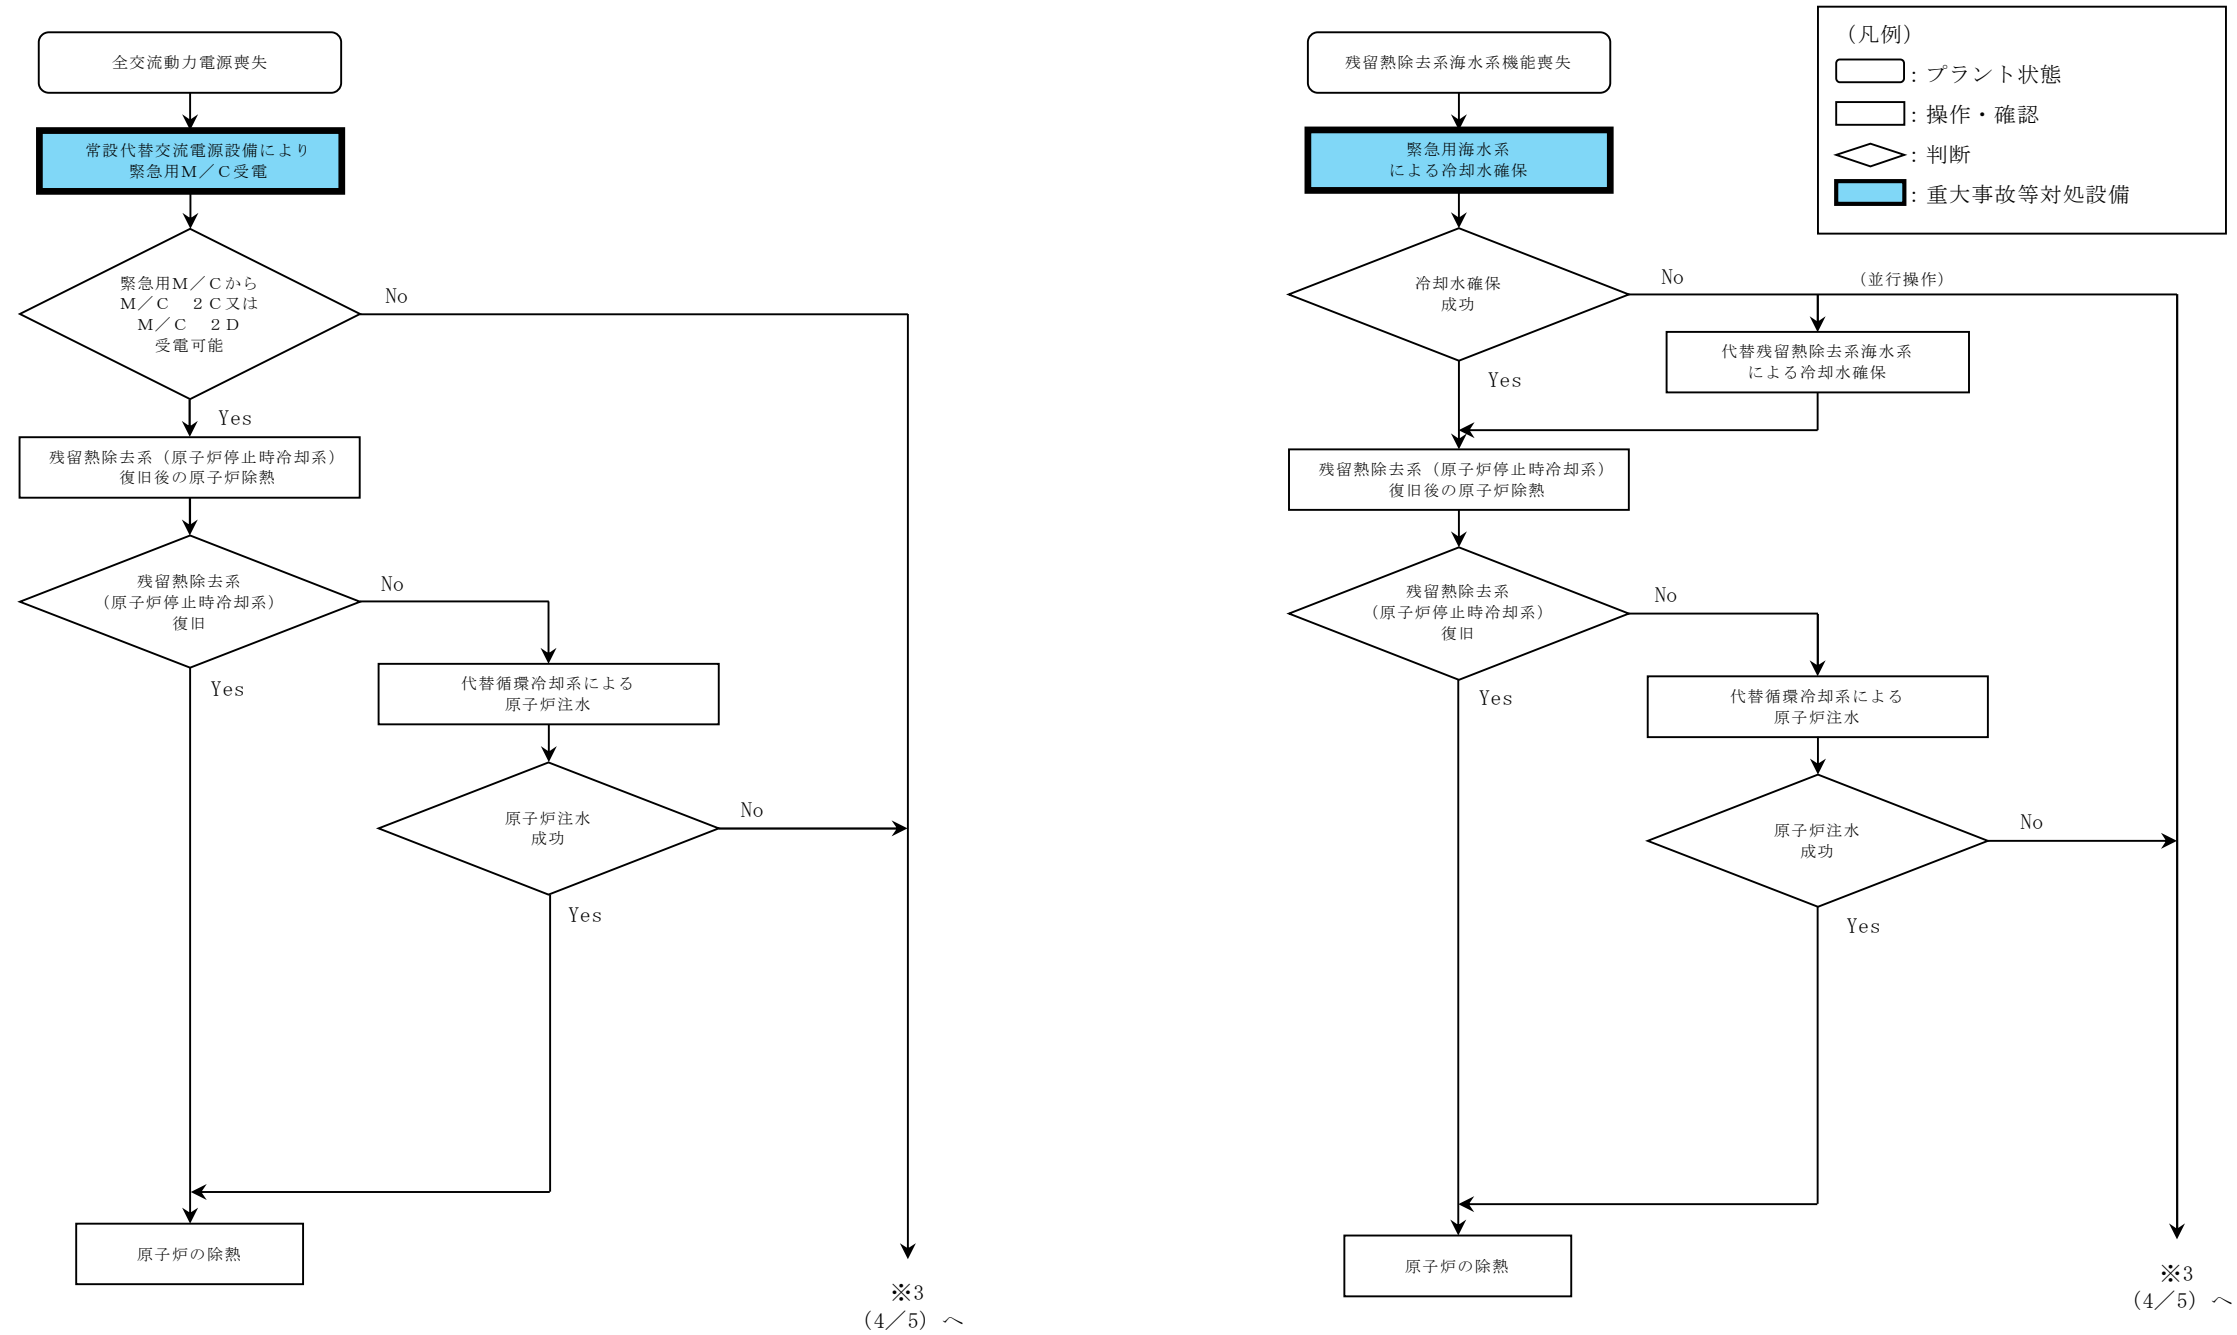 全交流動力電源喪失
常設代替交流電源設備により
緊急用Ｍ／Ｃ受電
緊急用Ｍ／Ｃから
Ｍ／Ｃ　２Ｃ又は
Ｍ／Ｃ　２Ｄ
受電可能
No
Yes
残留熱除去系（原子炉停止時冷却系）
復旧後の原子炉除熱
残留熱除去系
（原子炉停止時冷却系）
復旧
No
Yes
代替循環冷却系による
原子炉注水
原子炉注水
成功
No
Yes
原子炉の除熱
※3
（4／5）へ
残留熱除去系海水系機能喪失
緊急用海水系
による冷却水確保
冷却水確保
成功
No
（並行操作）
Yes
代替残留熱除去系海水系
による冷却水確保
残留熱除去系（原子炉停止時冷却系）
復旧後の原子炉除熱
残留熱除去系
（原子炉停止時冷却系）
復旧
No
Yes
代替循環冷却系による
原子炉注水
原子炉注水
成功
No
Yes
原子炉の除熱
※3
（4／5）へ
（凡例）
：プラント状態
：操作・確認
：判断
：重大事故等対処設備